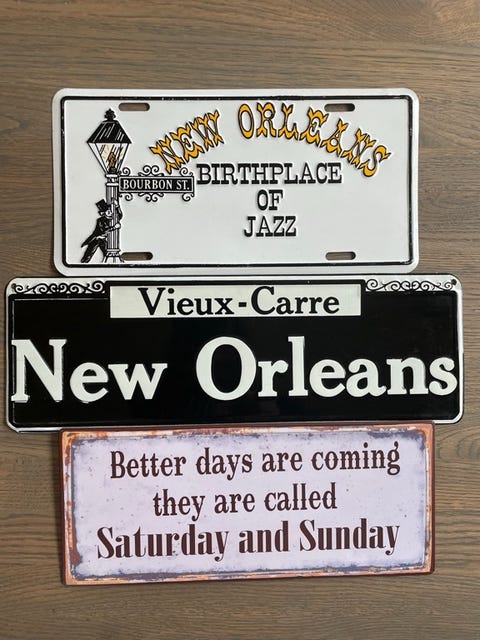 NEW ORLEANS
BOURBON ST.
BIRTHPLACE
OF
JAZZ
Vieux-Carre
New Orleans
Better days are coming
they are called
Saturday and Sunday